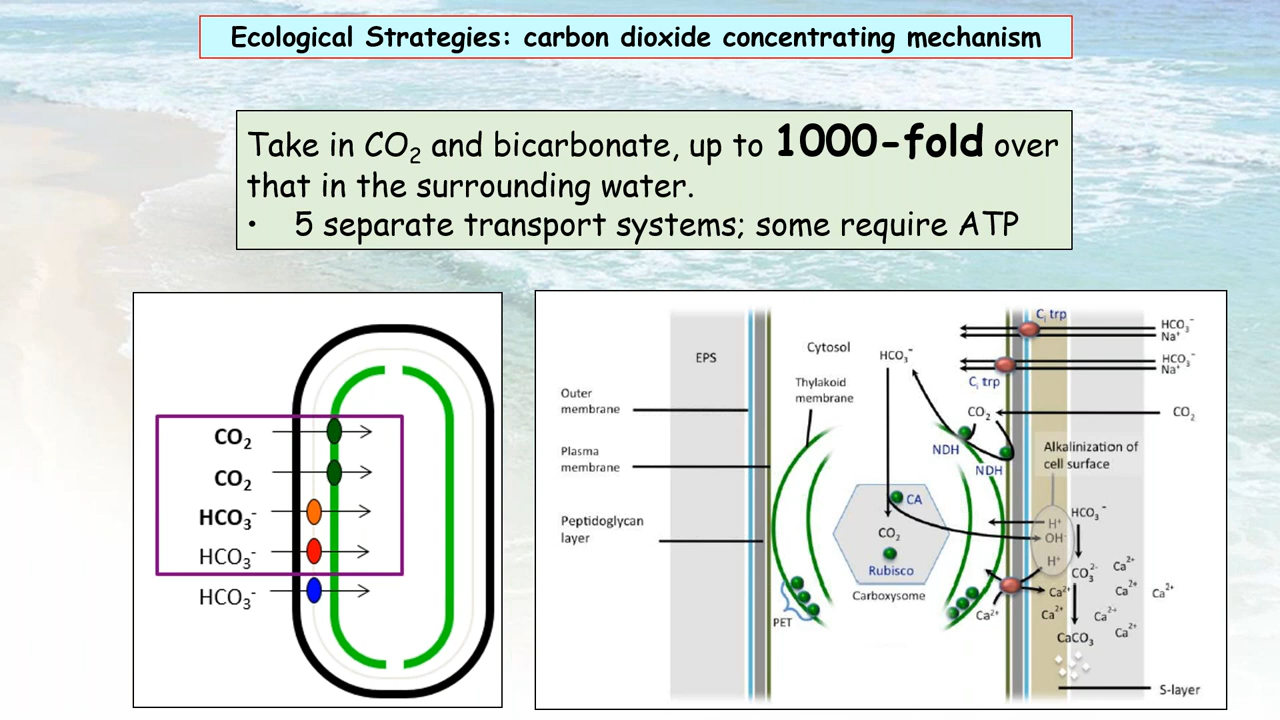 Ecological Strategies: carbon dioxide concentrating mechanism
Take in CO₂ and bicarbonate, up to 1000-fold over
that in the surrounding water.
• 5 separate transport systems; some require ATP
CO₂
CO₂
HCO₃⁻
HCO₃⁻
HCO₃⁻
EPS
Outer
membrane
Plasma
membrane
Peptidoglycan
layer
Cytosol
Thylakoid
membrane
HCO₃⁻
PET
CA
CO₂
Rubisco
Carboxysome
Cᵢ trp
HCO₃⁻
Na⁺
HCO₃⁻
Na⁺
Cᵢ trp
CO₂
CO₂
NDH
NDH
Alkalinization of
cell surface
H⁺
HCO₃⁻
OH⁻
H⁺
CO₃²⁻
Ca²⁺
Ca²⁺
Ca²⁺
Ca²⁺
Ca²⁺
Ca²⁺
Ca²⁺
Ca²⁺
CaCO₃
S-layer